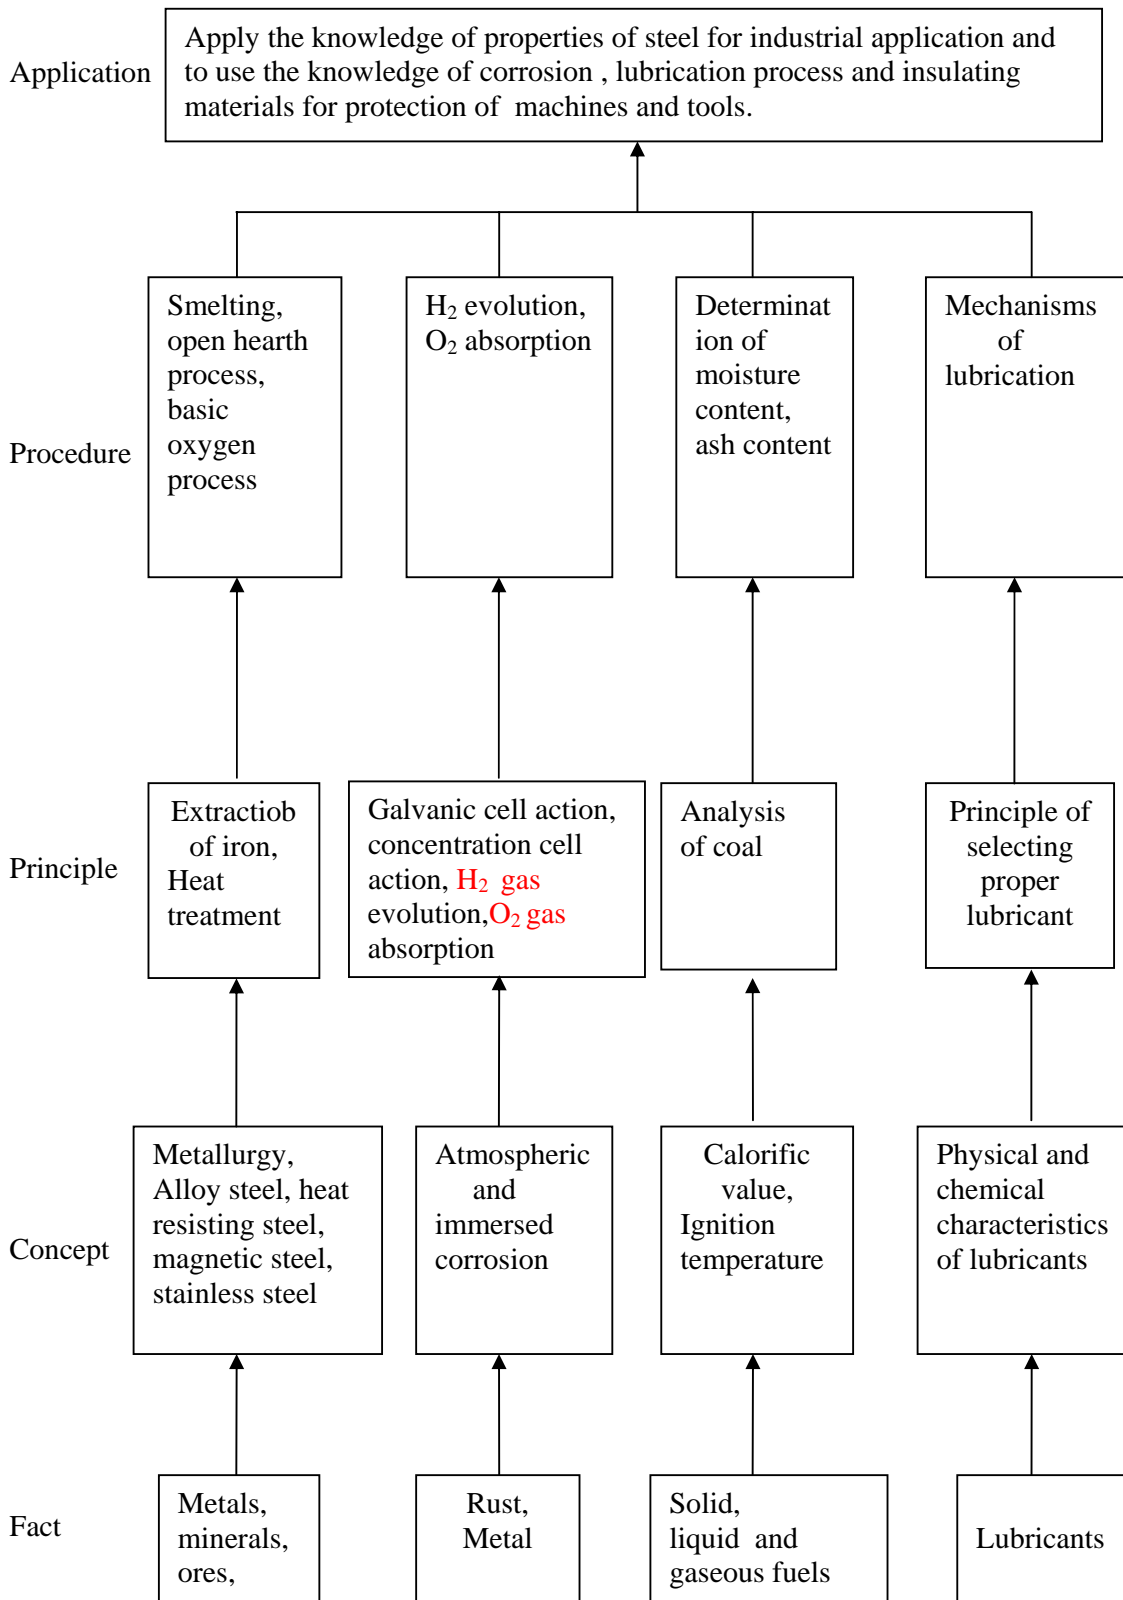 Application
Apply the knowledge of properties of steel for industrial application and
to use the knowledge of corrosion , lubrication process and insulating
materials for protection of machines and tools.
Procedure
Smelting,
open hearth
process,
basic
oxygen
process
H₂ evolution,
O₂ absorption
Determinat
ion of
moisture
content,
ash content
Mechanisms
of
lubrication
Principle
Extractiob
of iron,
Heat
treatment
Galvanic cell action,
concentration cell
action, H₂ gas
evolution,O₂ gas
absorption
Analysis
of coal
Principle of
selecting
proper
lubricant
Concept
Metallurgy,
Alloy steel, heat
resisting steel,
magnetic steel,
stainless steel
Atmospheric
and
immersed
corrosion
Calorific
value,
Ignition
temperature
Physical and
chemical
characteristics
of lubricants
Fact
Metals,
minerals,
ores,
Rust,
Metal
Solid,
liquid and
gaseous fuels
Lubricants